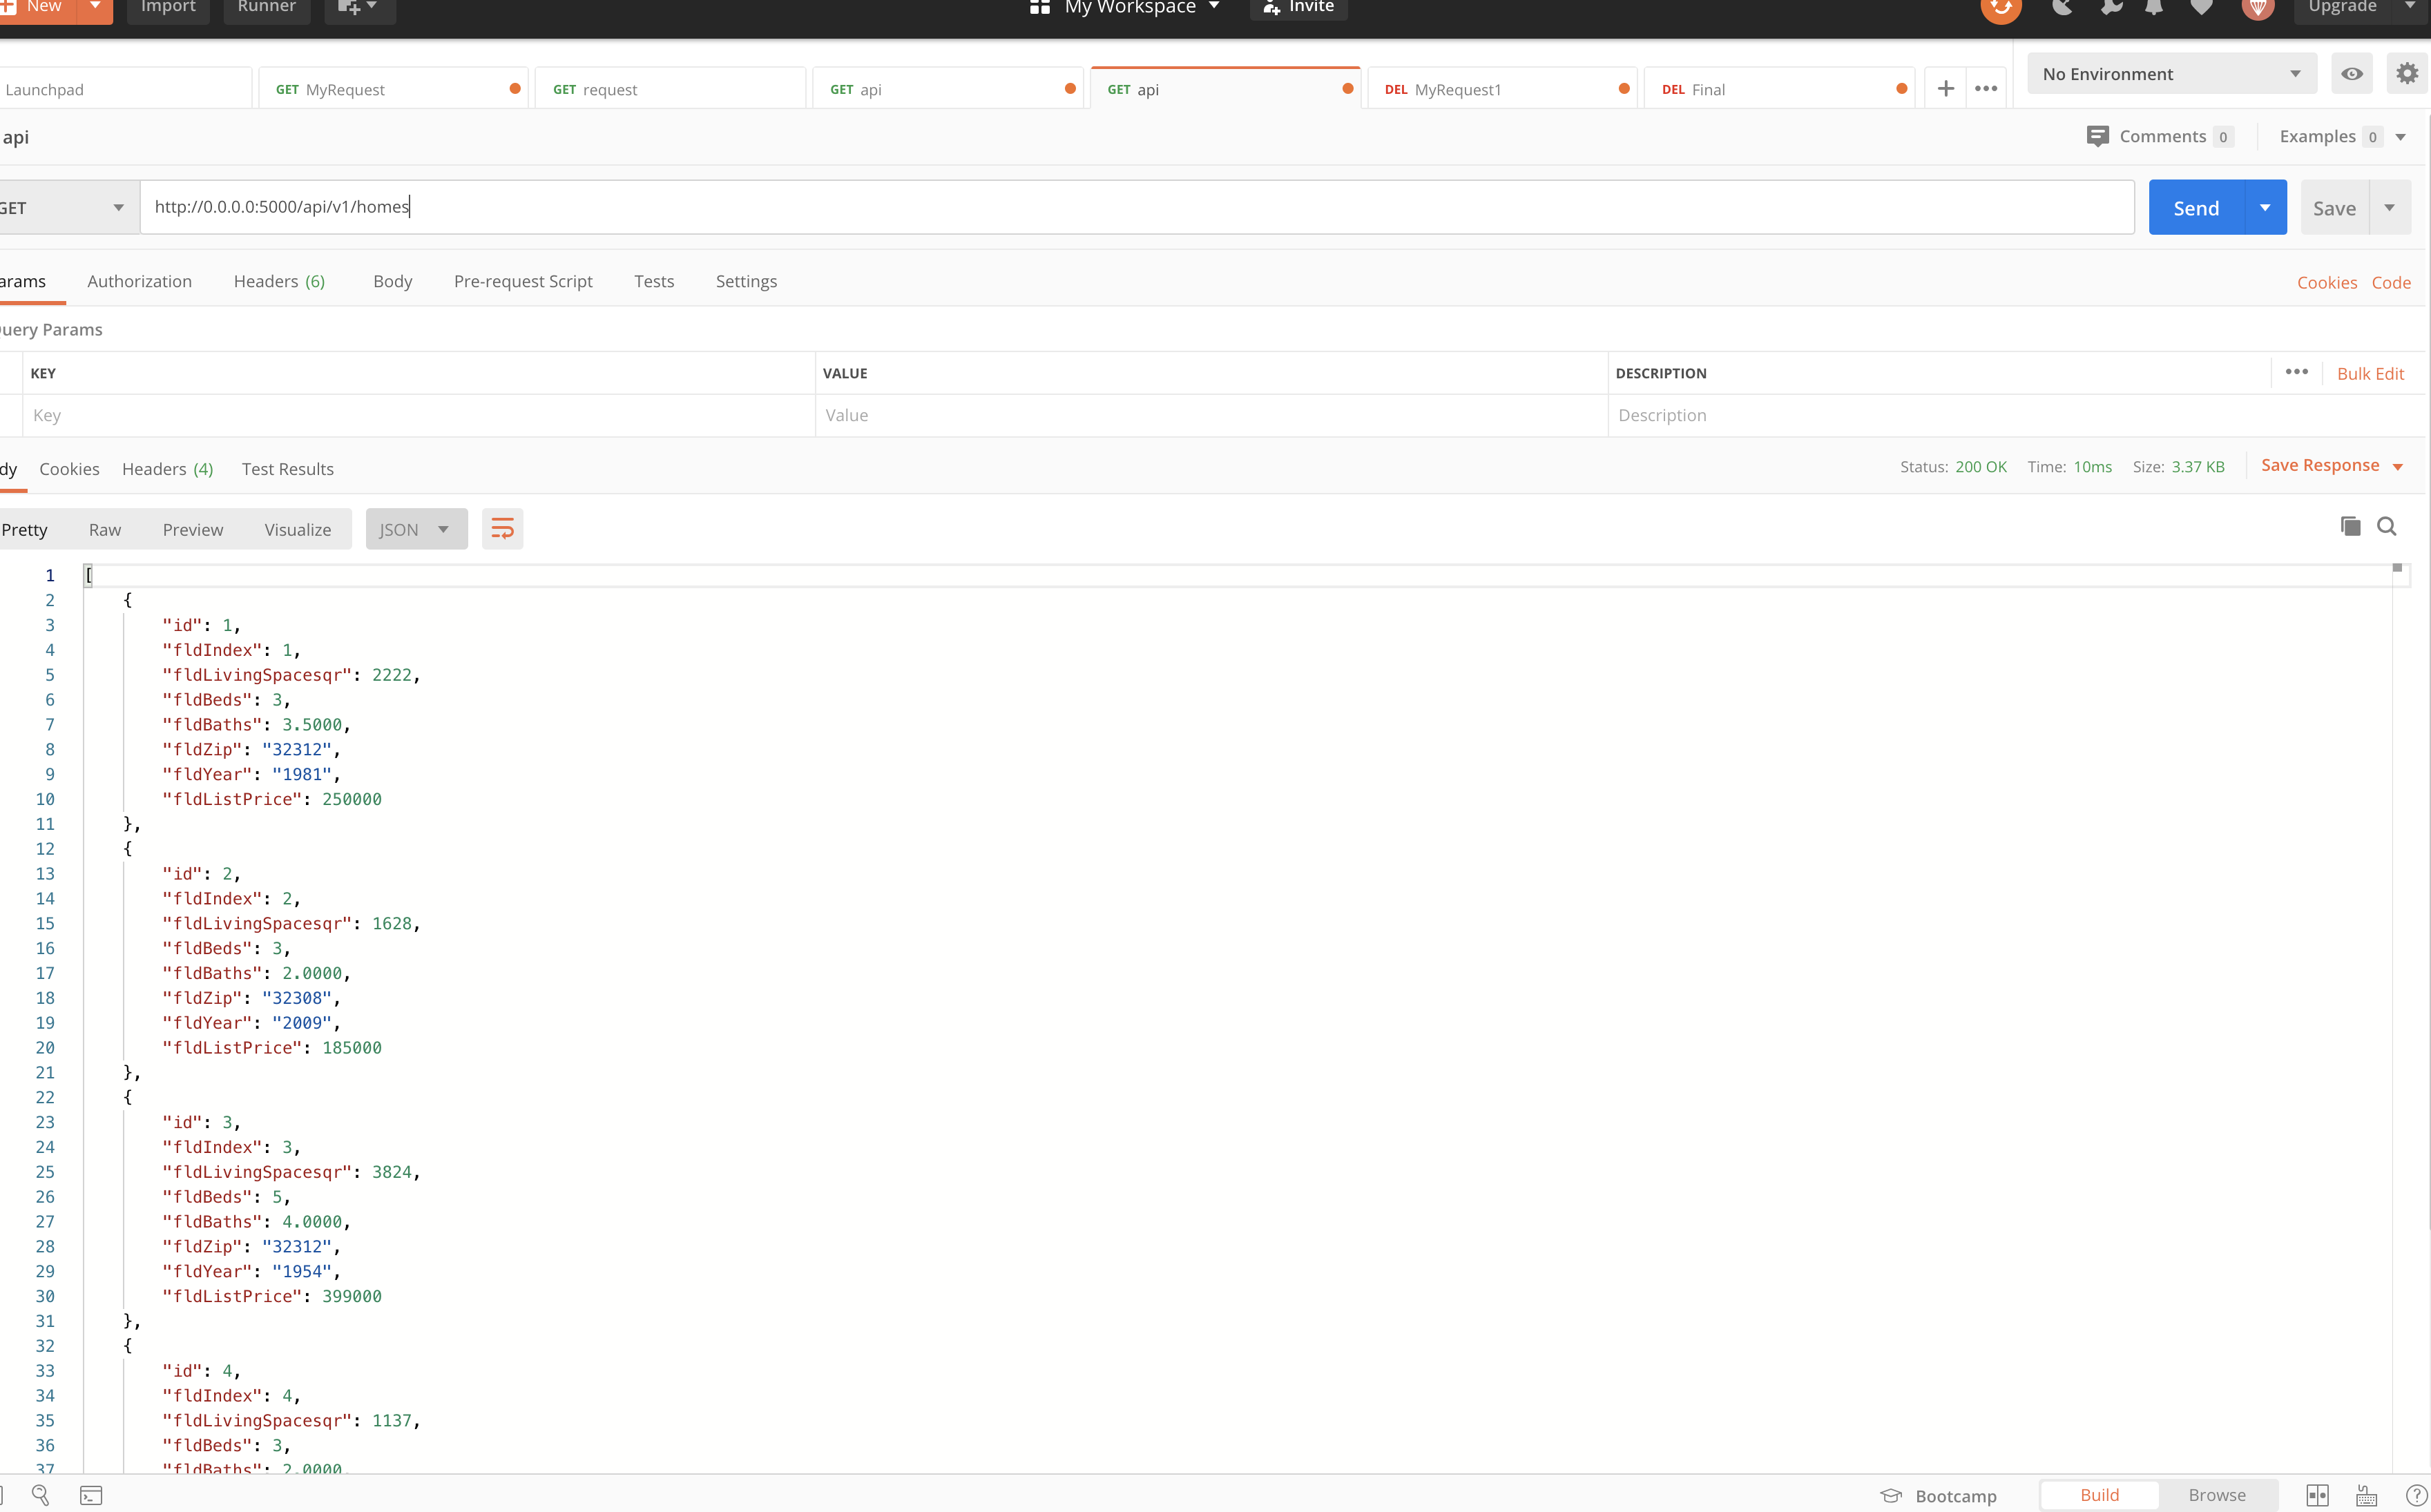 New Import Runner My Workspace Invite Upgrade
Launchpad GET MyRequest GET request GET api GET api DEL MyRequest1 DEL Final No Environment
api Comments 0 Examples 0
GET http://0.0.0.0:5000/api/v1/homes Send Save
arams Authorization Headers (6) Body Pre-request Script Tests Settings Cookies Code
uery Params
KEY VALUE DESCRIPTION Bulk Edit
Key Value Description
dy Cookies Headers (4) Test Results Status: 200 OK Time: 10ms Size: 3.37 KB Save Response
Pretty Raw Preview Visualize JSON
1 [
2 {
3 "id": 1,
4 "fldIndex": 1,
5 "fldLivingSpacesqr": 2222,
6 "fldBeds": 3,
7 "fldBaths": 3.5000,
8 "fldZip": "32312",
9 "fldYear": "1981",
10 "fldListPrice": 250000
11 },
12 {
13 "id": 2,
14 "fldIndex": 2,
15 "fldLivingSpacesqr": 1628,
16 "fldBeds": 3,
17 "fldBaths": 2.0000,
18 "fldZip": "32308",
19 "fldYear": "2009",
20 "fldListPrice": 185000
21 },
22 {
23 "id": 3,
24 "fldIndex": 3,
25 "fldLivingSpacesqr": 3824,
26 "fldBeds": 5,
27 "fldBaths": 4.0000,
28 "fldZip": "32312",
29 "fldYear": "1954",
30 "fldListPrice": 399000
31 },
32 {
33 "id": 4,
34 "fldIndex": 4,
35 "fldLivingSpacesqr": 1137,
36 "fldBeds": 3,
37 "fldBaths": 2.0000,
Bootcamp Build Browse